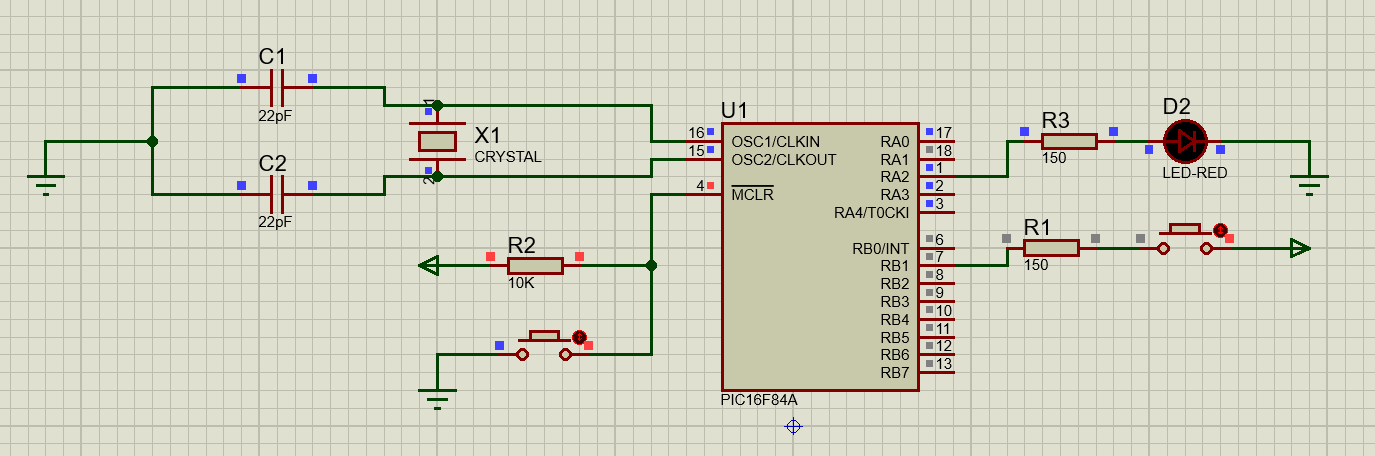 C1
22pF
C2
22pF
1
X1
CRYSTAL
2
R2
10K
U1
16 OSC1/CLKIN
15 OSC2/CLKOUT
4 MCLR
RA0 17
RA1 18
RA2 1
RA3 2
RA4/T0CKI 3
RB0/INT 6
RB1 7
RB2 8
RB3 9
RB4 10
RB5 11
RB6 12
RB7 13
PIC16F84A
R3
150
D2
LED-RED
R1
150